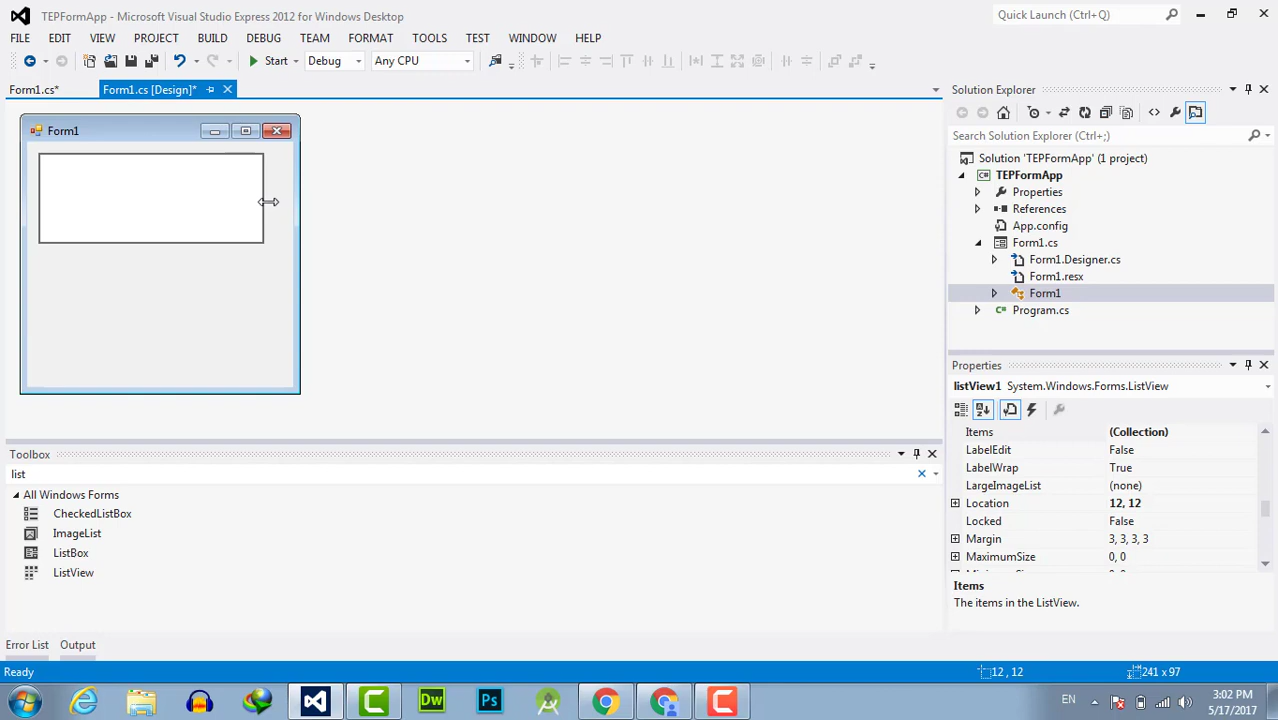 TEPFormApp - Microsoft Visual Studio Express 2012 for Windows Desktop
Quick Launch (Ctrl+Q)
FILE EDIT VIEW PROJECT BUILD DEBUG TEAM FORMAT TOOLS TEST WINDOW HELP
Start Debug Any CPU
Form1.cs* Form1.cs [Design]*
Form1
Solution Explorer
Search Solution Explorer (Ctrl+;)
Solution 'TEPFormApp' (1 project)
C# TEPFormApp
Properties
References
App.config
Form1.cs
Form1.Designer.cs
Form1.resx
Form1
C# Program.cs
Properties
listView1 System.Windows.Forms.ListView
Items (Collection)
LabelEdit False
LabelWrap True
LargeImageList (none)
Location 12, 12
Locked False
Margin 3, 3, 3, 3
MaximumSize 0, 0
Items
The items in the ListView.
Toolbox
list
All Windows Forms
CheckedListBox
ImageList
ListBox
ListView
Error List Output
Ready 12 , 12 241 x 97
Dw Ps EN 3:02 PM
5/17/2017